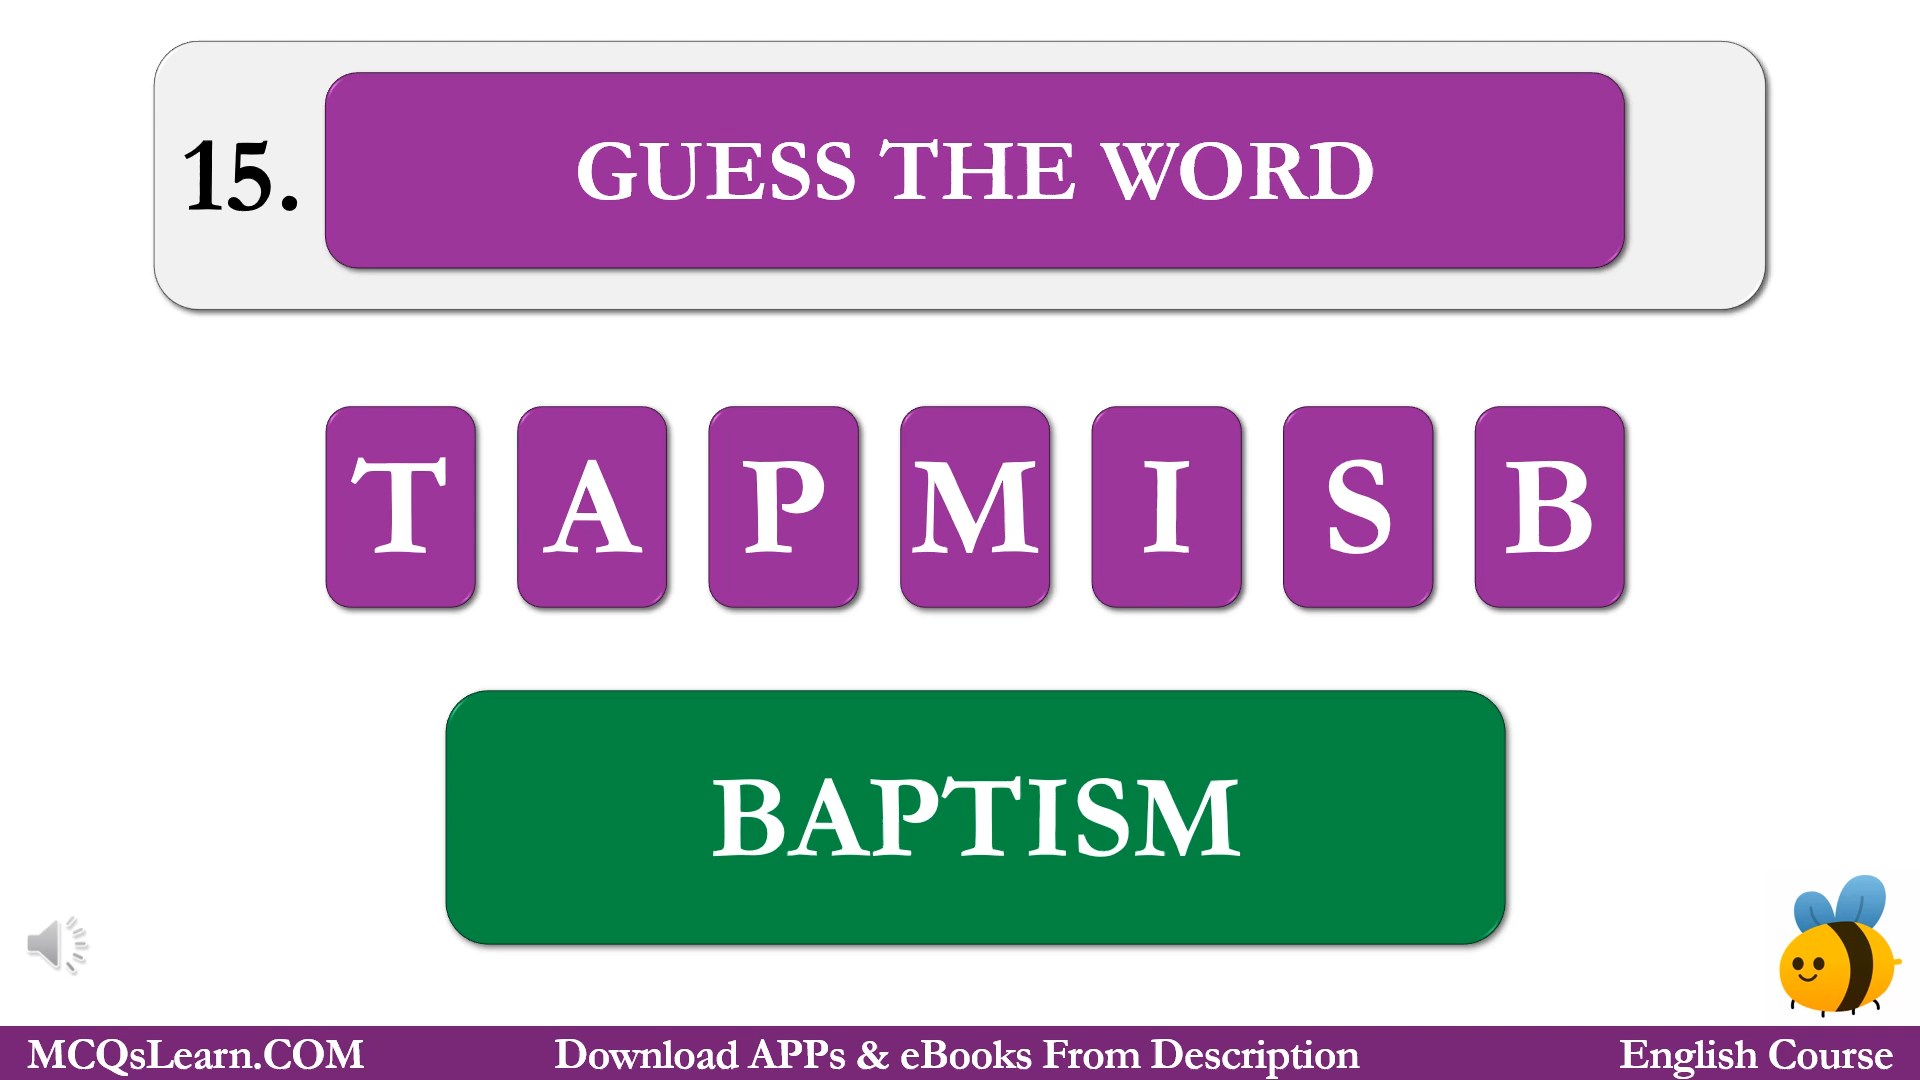 15. GUESS THE WORD
T A P M I S B
BAPTISM
MCQsLearn.COM Download APPs & eBooks From Description English Course